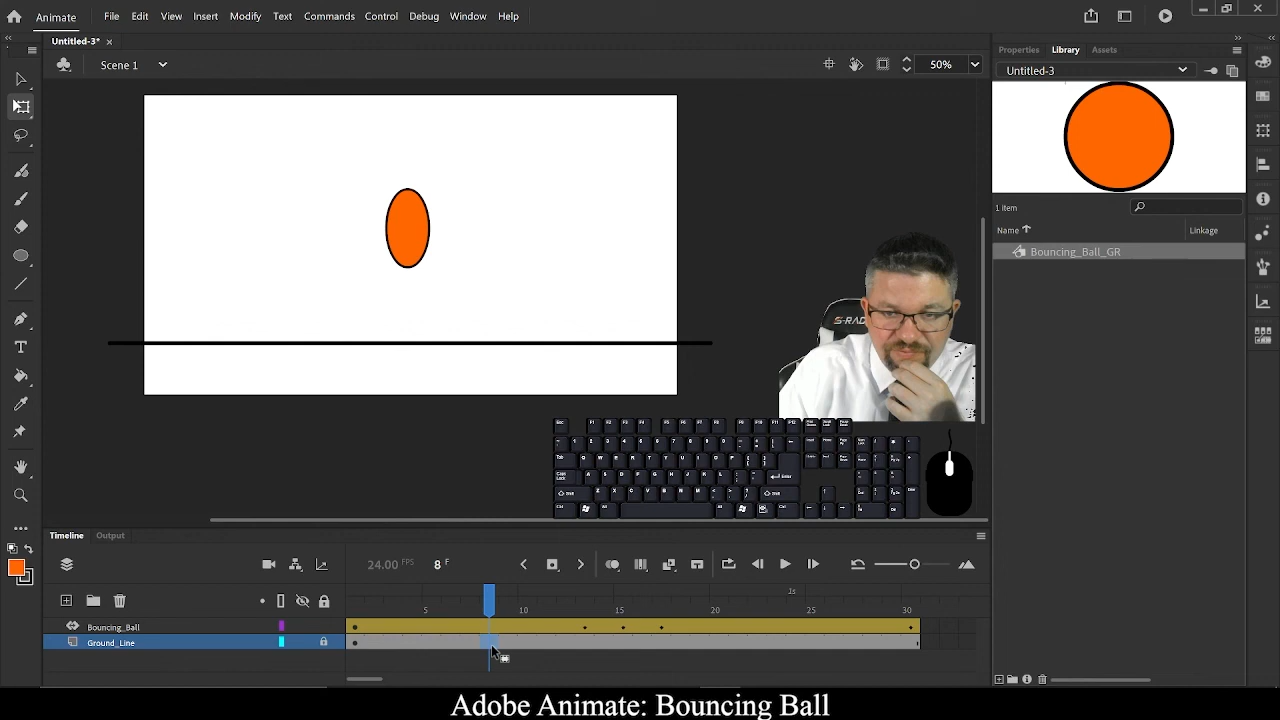 Animate File Edit View Insert Modify Text Commands Control Debug Window Help
Untitled-3*
Scene 1 50%
Properties Library Assets
Untitled-3
1 item
Name Linkage
Bouncing_Ball_GR
S-RAD
Timeline Output
24.00 FPS 8 F
1s
5 10 15 20 25 30
Bouncing_Ball
Ground_Line
Adobe Animate: Bouncing Ball